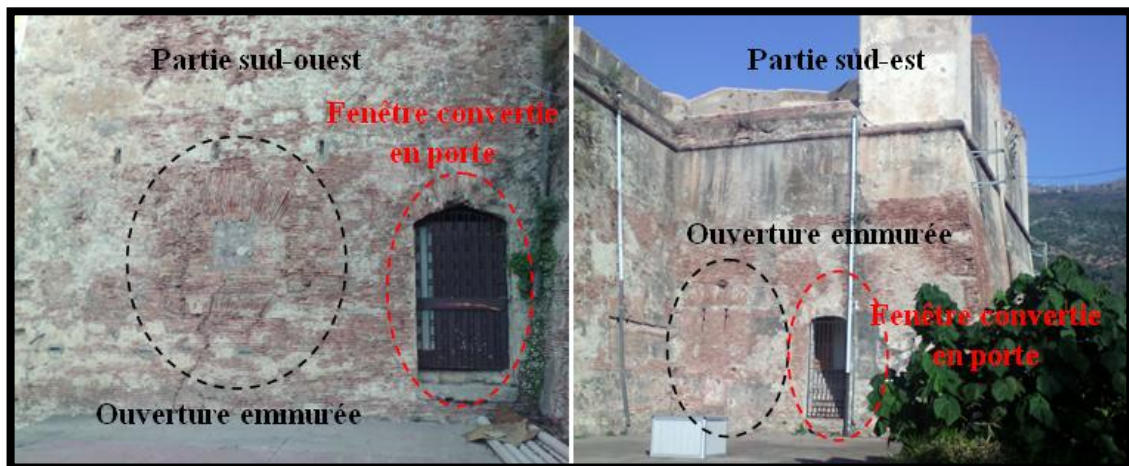 Partie sud-ouest
Fenêtre convertie
en porte
Ouverture emmurée
Partie sud-est
Ouverture emmurée
Fenêtre convertie
en porte